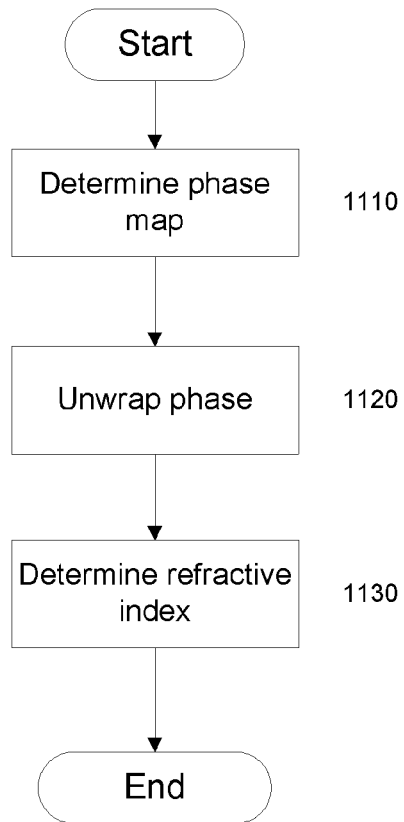 Start
Determine phase
map
1110
Unwrap phase
1120
Determine refractive
index
1130
End